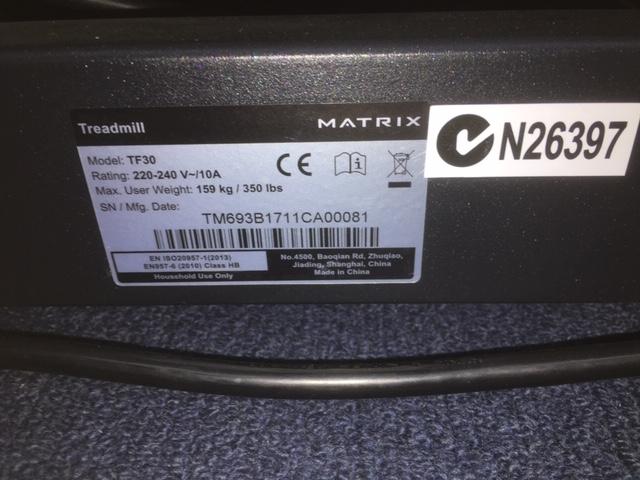 Treadmill MATRIX
Model: TF30
Rating: 220-240 V~/10A
Max. User Weight: 159 kg / 350 lbs
SN / Mfg. Date:
TM693B1711CA00081
EN ISO20957-1(2013)
EN957-6 (2010) Class HB
Household Use Only
No.4500, Baoqian Rd, Zhuqiao,
Jiading, Shanghai, China
Made in China
CE
N26397